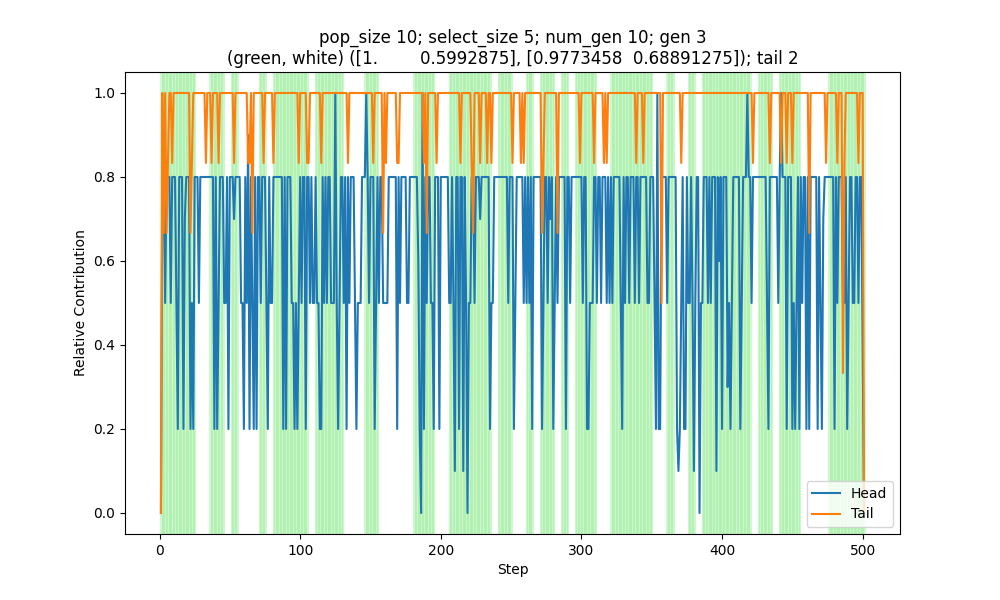 pop_size 10; select_size 5; num_gen 10; gen 3
(green, white) ([1. 0.5992875], [0.9773458 0.68891275]); tail 2
Relative Contribution
1.0
0.8
0.6
0.4
0.2
0.0
0 100 200 300 400 500
Step
Head
Tail